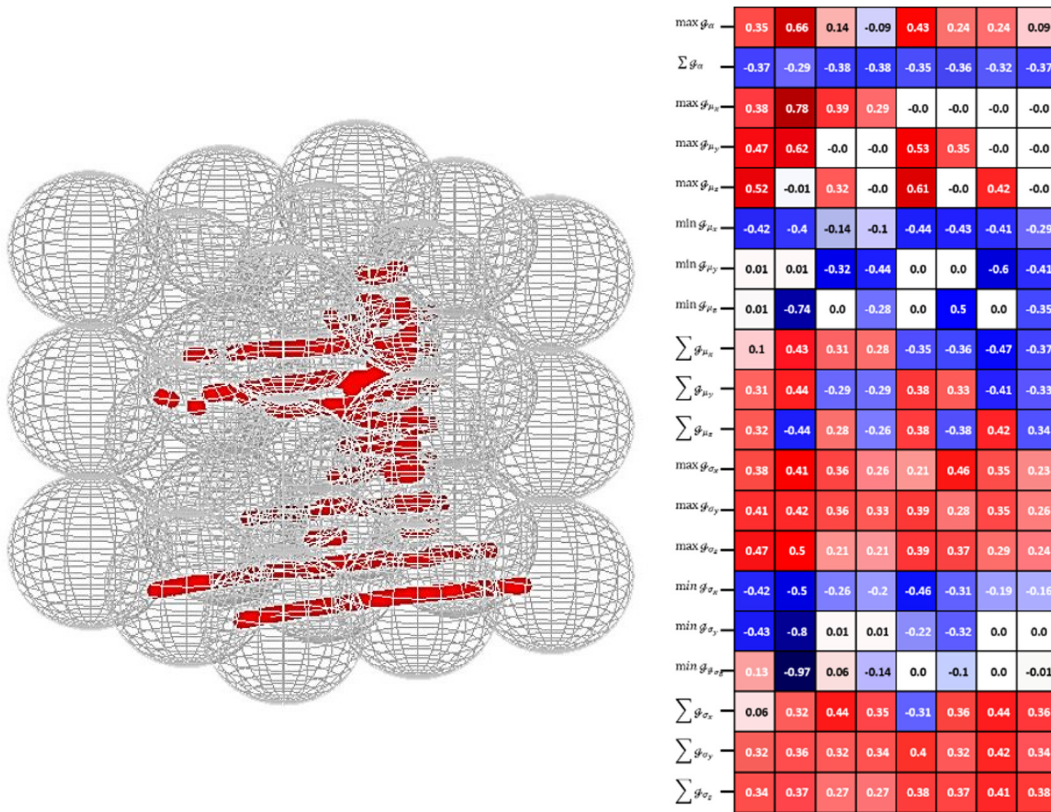 max 𝓰_α 0.35 0.66 0.14 -0.09 0.43 0.24 0.24 0.09
∑ 𝓰_α -0.37 -0.29 -0.38 -0.38 -0.35 -0.36 -0.32 -0.37
max 𝓰_μx 0.38 0.78 0.39 0.29 -0.0 -0.0 -0.0 -0.0
max 𝓰_μy 0.47 0.62 -0.0 -0.0 0.53 0.35 -0.0 -0.0
max 𝓰_μz 0.52 -0.01 0.32 -0.0 0.61 -0.0 0.42 -0.0
min 𝓰_μx -0.42 -0.4 -0.14 -0.1 -0.44 -0.43 -0.41 -0.29
min 𝓰_μy 0.01 0.01 -0.32 -0.44 0.0 0.0 -0.6 -0.41
min 𝓰_μz 0.01 -0.74 0.0 -0.28 0.0 0.5 0.0 -0.35
∑ 𝓰_μx 0.1 0.43 0.31 0.28 -0.35 -0.36 -0.47 -0.37
∑ 𝓰_μy 0.31 0.44 -0.29 -0.29 0.38 0.33 -0.41 -0.33
∑ 𝓰_μz 0.32 -0.44 0.28 -0.26 0.38 -0.38 0.42 0.34
max 𝓰_σx 0.38 0.41 0.36 0.26 0.21 0.46 0.35 0.23
max 𝓰_σy 0.41 0.42 0.36 0.33 0.39 0.28 0.35 0.26
max 𝓰_σz 0.47 0.5 0.21 0.21 0.39 0.37 0.29 0.24
min 𝓰_σx -0.42 -0.5 -0.26 -0.2 -0.46 -0.31 -0.19 -0.16
min 𝓰_σy -0.43 -0.8 0.01 0.01 -0.22 -0.32 0.0 0.0
min 𝓰_𝓰σz 0.13 -0.97 0.06 -0.14 0.0 -0.1 0.0 -0.01
∑ 𝓰_σx 0.06 0.32 0.44 0.35 -0.31 0.36 0.44 0.36
∑ 𝓰_σy 0.32 0.36 0.32 0.34 0.4 0.32 0.42 0.34
∑ 𝓰_σz 0.34 0.37 0.27 0.27 0.38 0.37 0.41 0.38